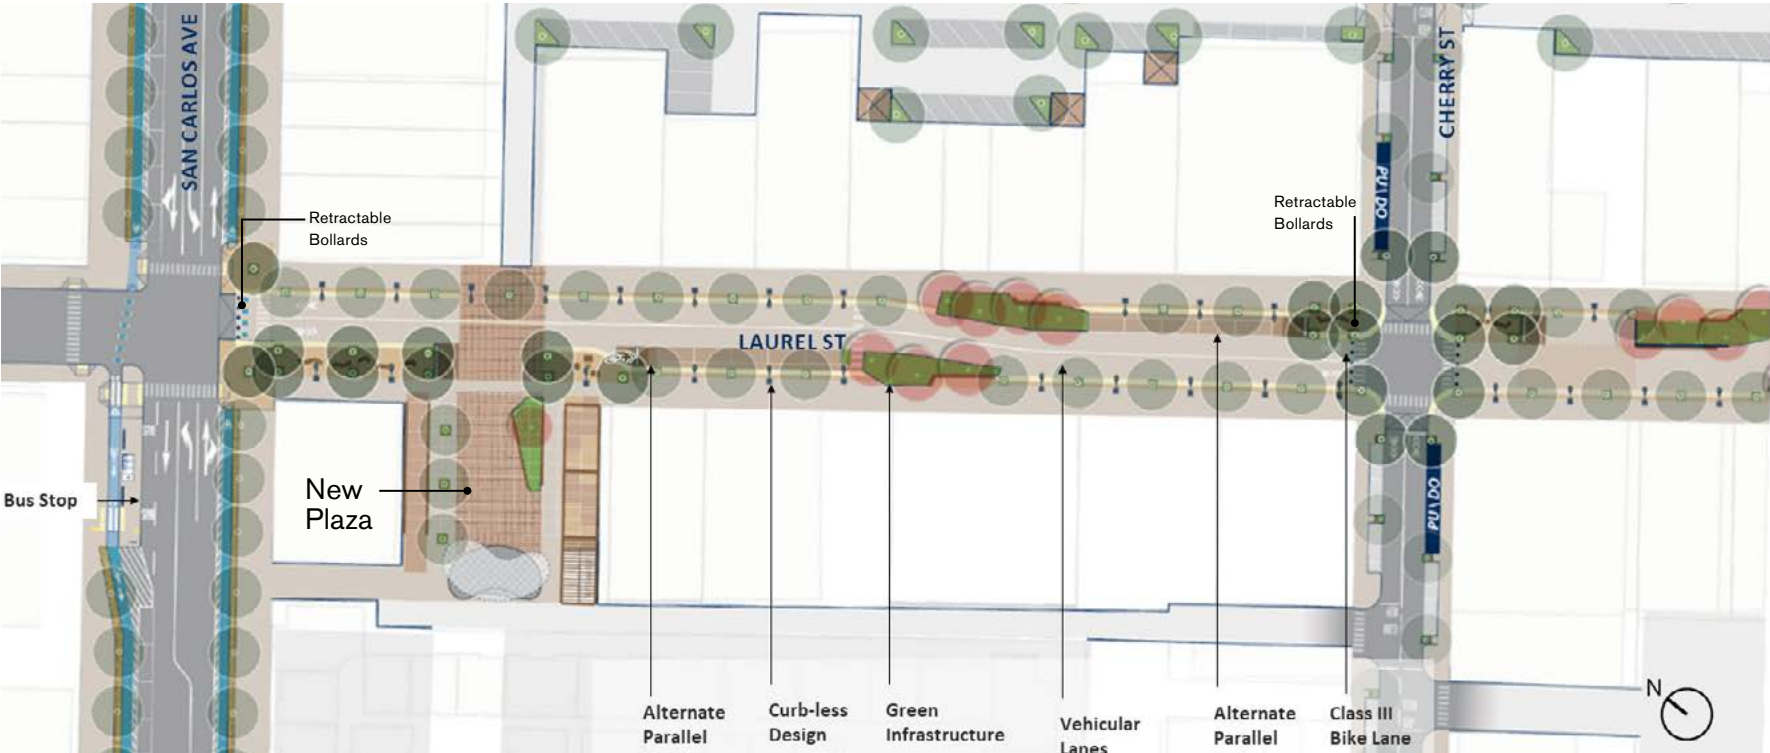 SAN CARLOS AVE
CHERRY ST
PU \ DO
Retractable
Bollards
Retractable
Bollards
LAUREL ST
Bus Stop
New
Plaza
PU \ DO
N
Alternate
Parallel
Curb-less
Design
Green
Infrastructure
Vehicular
Lanes
Alternate
Parallel
Class III
Bike Lane